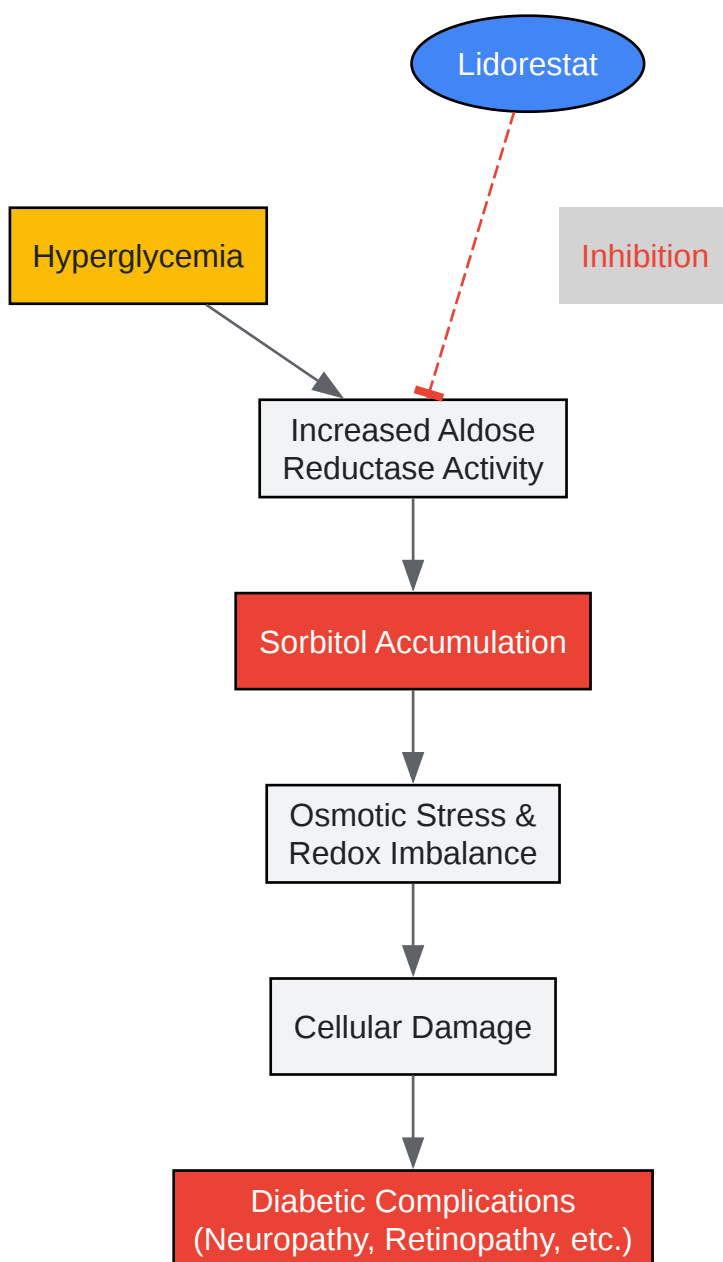 Lidorestat
Hyperglycemia
Inhibition
Increased Aldose
Reductase Activity
Sorbitol Accumulation
Osmotic Stress &
Redox Imbalance
Cellular Damage
Diabetic Complications
(Neuropathy, Retinopathy, etc.)